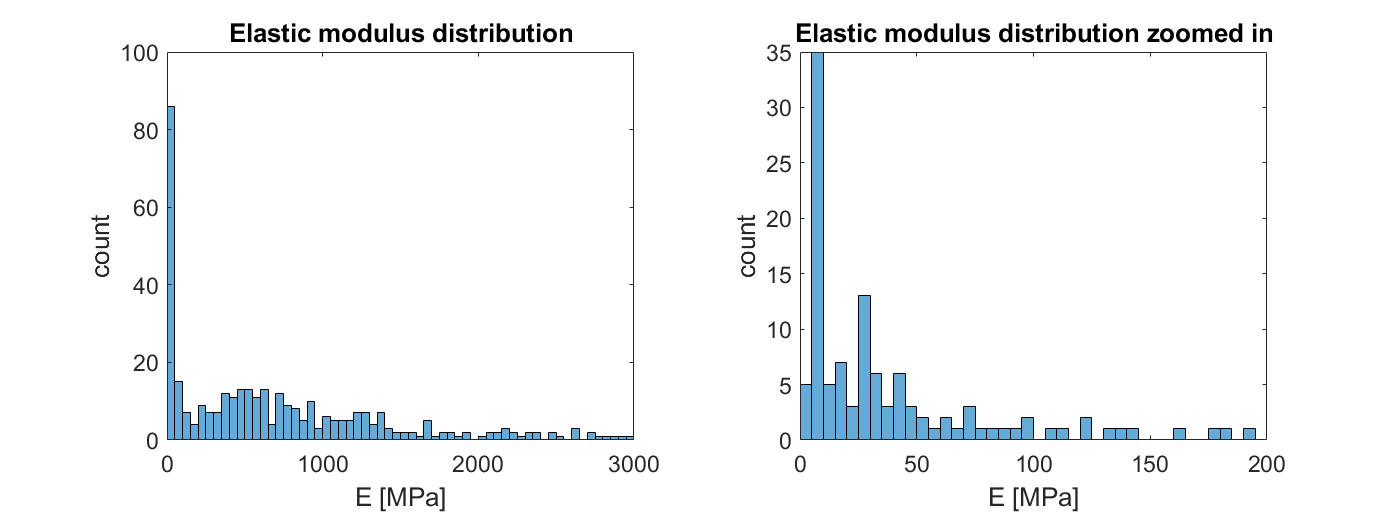 Elastic modulus distribution
100
80
60
40
20
0
count
0 1000 2000 3000
E [MPa]
Elastic modulus distribution zoomed in
35
30
25
20
15
10
5
0
count
0 50 100 150 200
E [MPa]